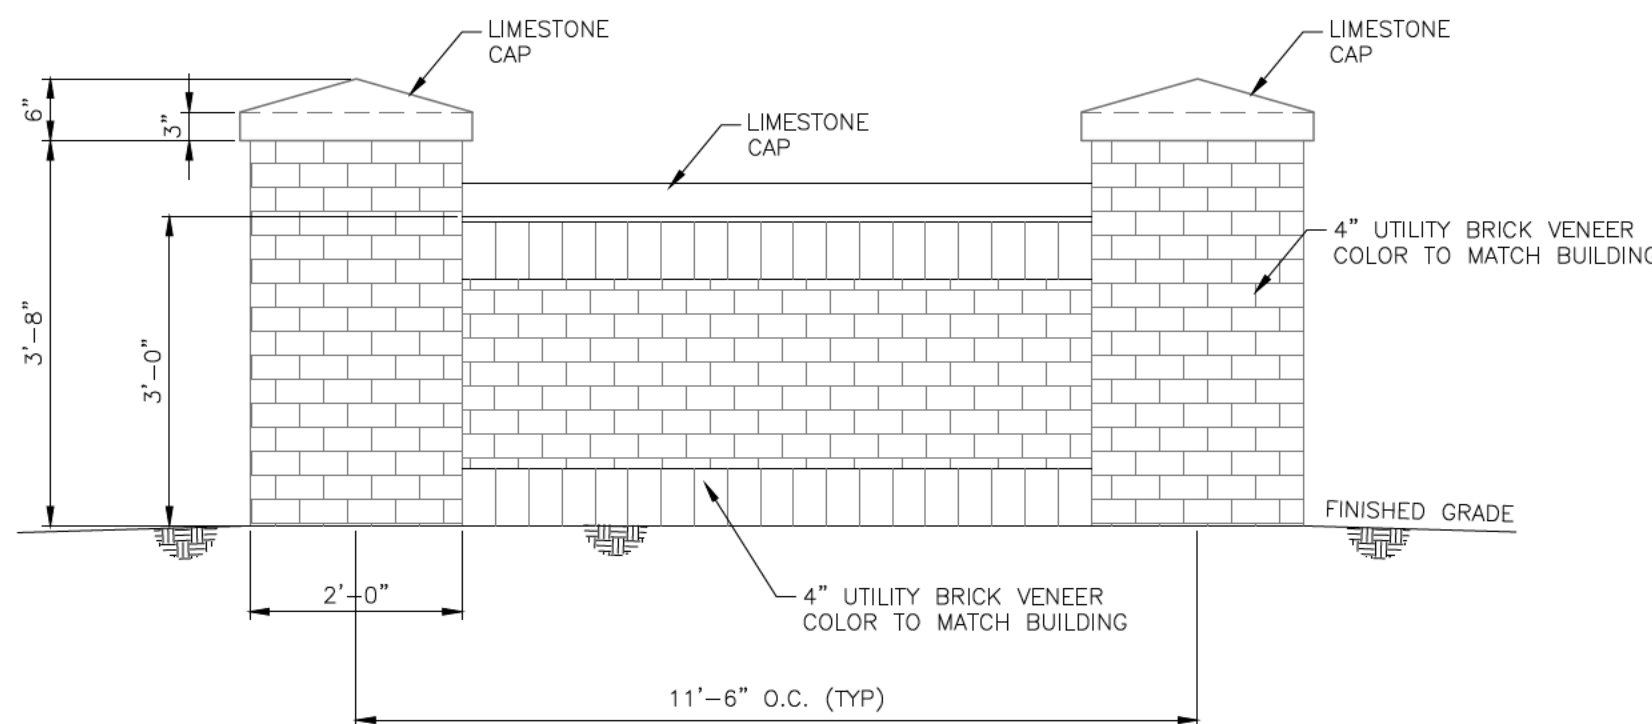 LIMESTONE
CAP
LIMESTONE
CAP
6”
3”
LIMESTONE
CAP
3’-8”
3’-0”
4” UTILITY BRICK VENEER
COLOR TO MATCH BUILDING
FINISHED GRADE
2’-0”
4” UTILITY BRICK VENEER
COLOR TO MATCH BUILDING
11’-6” O.C. (TYP)